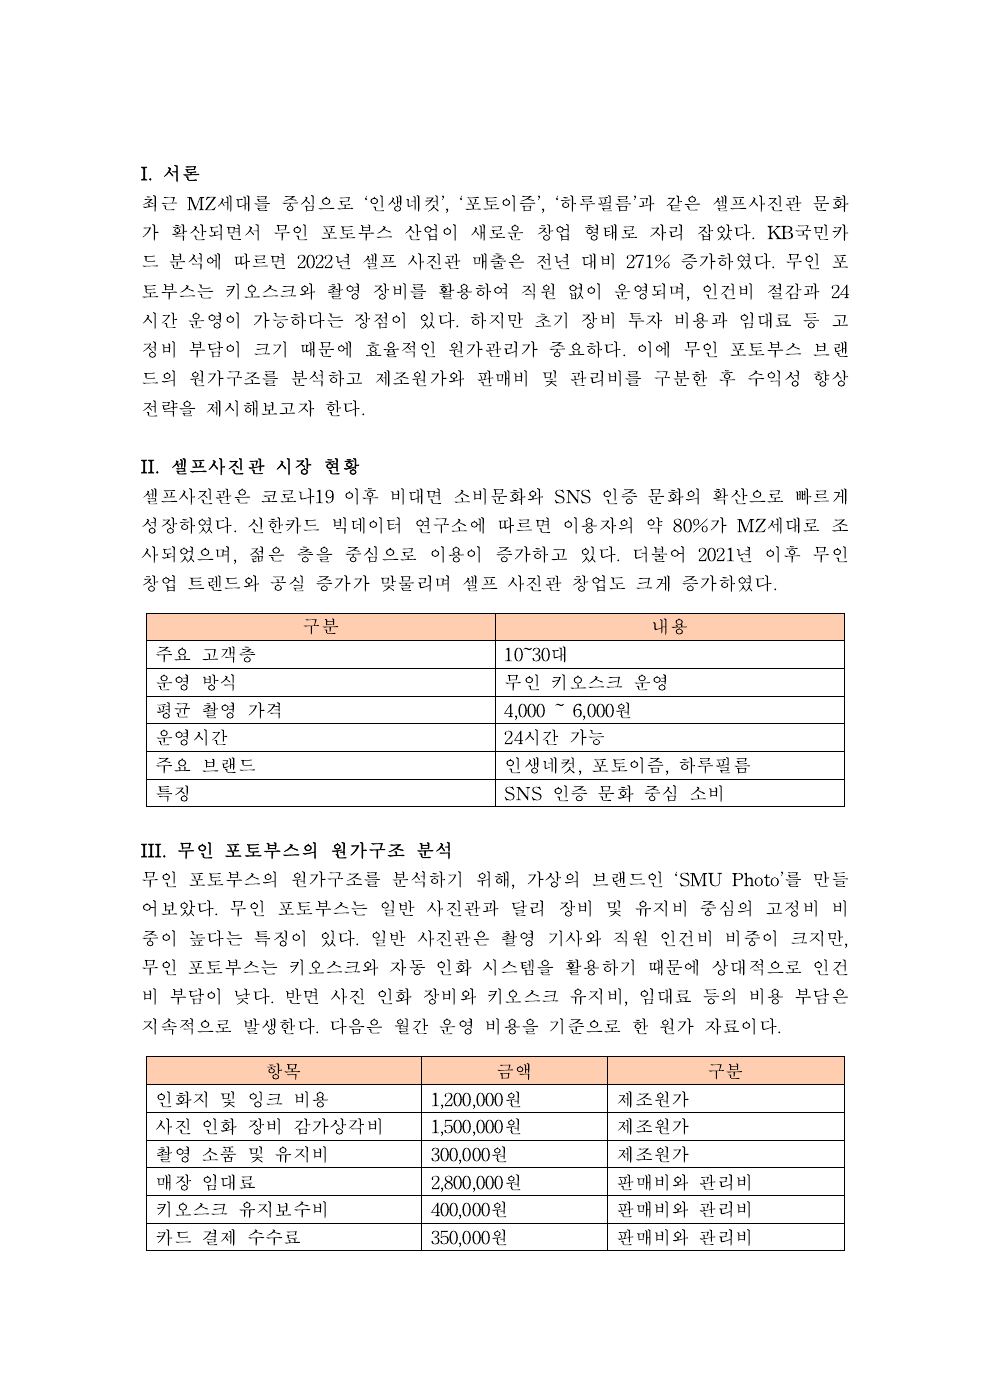 I. 서론
최근 MZ세대를 중심으로 ‘인생네컷’, ‘포토이즘’, ‘하루필름’과 같은 셀프사진관 문화
가 확산되면서 무인 포토부스 산업이 새로운 창업 형태로 자리 잡았다. KB국민카
드 분석에 따르면 2022년 셀프 사진관 매출은 전년 대비 271% 증가하였다. 무인 포
토부스는 키오스크와 촬영 장비를 활용하여 직원 없이 운영되며, 인건비 절감과 24
시간 운영이 가능하다는 장점이 있다. 하지만 초기 장비 투자 비용과 임대료 등 고
정비 부담이 크기 때문에 효율적인 원가관리가 중요하다. 이에 무인 포토부스 브랜
드의 원가구조를 분석하고 제조원가와 판매비 및 관리비를 구분한 후 수익성 향상
전략을 제시해보고자 한다.
II. 셀프사진관 시장 현황
셀프사진관은 코로나19 이후 비대면 소비문화와 SNS 인증 문화의 확산으로 빠르게
성장하였다. 신한카드 빅데이터 연구소에 따르면 이용자의 약 80%가 MZ세대로 조
사되었으며, 젊은 층을 중심으로 이용이 증가하고 있다. 더불어 2021년 이후 무인
창업 트렌드와 공실 증가가 맞물리며 셀프 사진관 창업도 크게 증가하였다.
구분 내용
주요 고객층 10~30대
운영 방식 무인 키오스크 운영
평균 촬영 가격 4,000 ~ 6,000원
운영시간 24시간 가능
주요 브랜드 인생네컷, 포토이즘, 하루필름
특징 SNS 인증 문화 중심 소비
III. 무인 포토부스의 원가구조 분석
무인 포토부스의 원가구조를 분석하기 위해, 가상의 브랜드인 ‘SMU Photo’를 만들
어보았다. 무인 포토부스는 일반 사진관과 달리 장비 및 유지비 중심의 고정비 비
중이 높다는 특징이 있다. 일반 사진관은 촬영 기사와 직원 인건비 비중이 크지만,
무인 포토부스는 키오스크와 자동 인화 시스템을 활용하기 때문에 상대적으로 인건
비 부담이 낮다. 반면 사진 인화 장비와 키오스크 유지비, 임대료 등의 비용 부담은
지속적으로 발생한다. 다음은 월간 운영 비용을 기준으로 한 원가 자료이다.
항목 금액 구분
인화지 및 잉크 비용 1,200,000원 제조원가
사진 인화 장비 감가상각비 1,500,000원 제조원가
촬영 소품 및 유지비 300,000원 제조원가
매장 임대료 2,800,000원 판매비와 관리비
키오스크 유지보수비 400,000원 판매비와 관리비
카드 결제 수수료 350,000원 판매비와 관리비